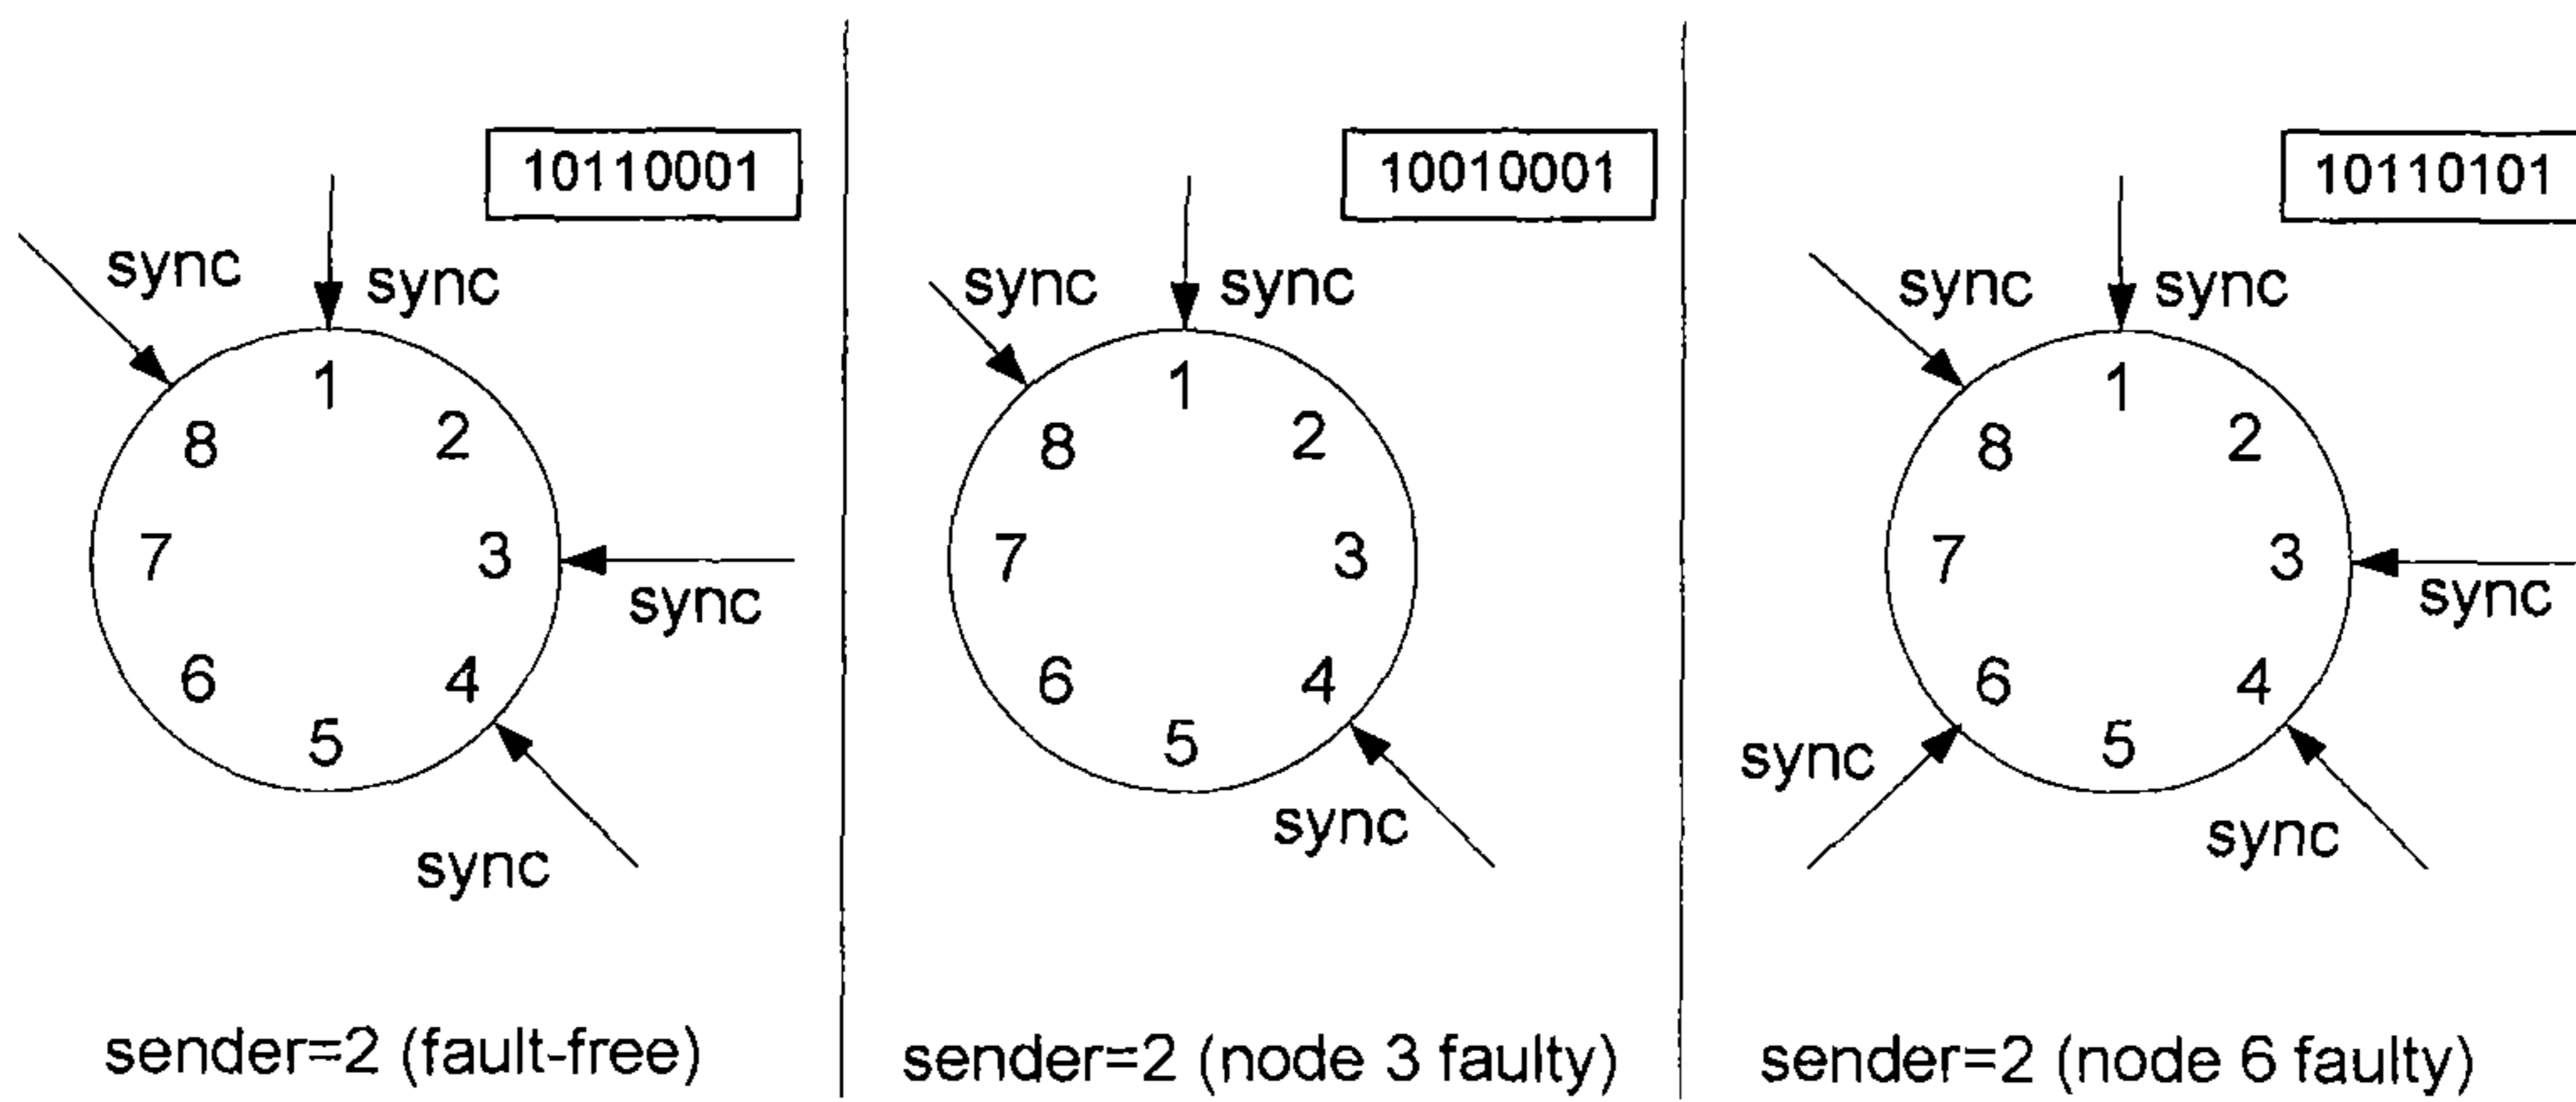 10110001
sync
sync
1
2
3
4
5
6
7
8
sync
sync
sender=2 (fault-free)
10010001
sync
sync
1
2
3
4
5
6
7
8
sync
sender=2 (node 3 faulty)
10110101
sync
sync
1
2
3
4
5
6
7
8
sync
sync
sync
sender=2 (node 6 faulty)